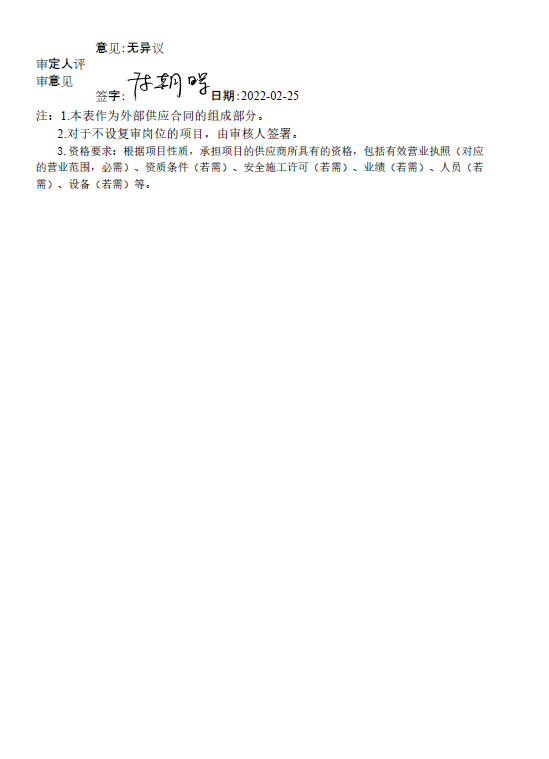 意见：无异议
审定人评
审意见
签字： 日期：2022-02-25
注：1.本表作为外部供应合同的组成部分。
2.对于不设复审岗位的项目，由审核人签署。
3.资格要求：根据项目性质，承担项目的供应商所具有的资格，包括有效营业执照（对应
的营业范围，必需）、资质条件（若需）、安全施工许可（若需）、业绩（若需）、人员（若
需）、设备（若需）等。